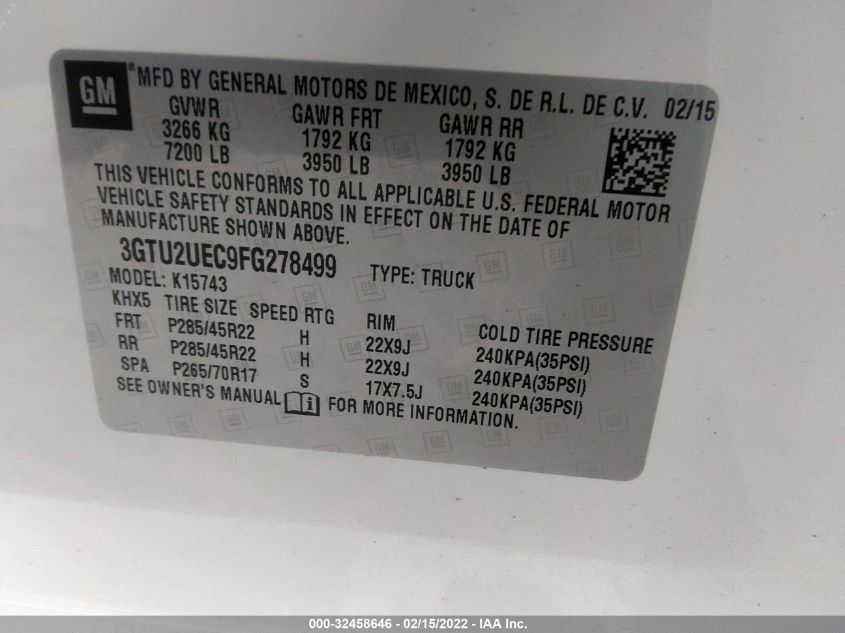 GM ® MFD BY GENERAL MOTORS DE MEXICO, S. DE R.L. DE C.V. 02/15
GVWR GAWR FRT GAWR RR
3266 KG 1792 KG 1792 KG
7200 LB 3950 LB 3950 LB
THIS VEHICLE CONFORMS TO ALL APPLICABLE U.S. FEDERAL MOTOR
VEHICLE SAFETY STANDARDS IN EFFECT ON THE DATE OF
MANUFACTURE SHOWN ABOVE.
3GTU2UEC9FG278499 TYPE: TRUCK
MODEL: K15743
KHX5 TIRE SIZE SPEED RTG RIM COLD TIRE PRESSURE
FRT P285/45R22 H 22X9J 240KPA(35PSI)
RR P285/45R22 H 22X9J 240KPA(35PSI)
SPA P265/70R17 S 17X7.5J 240KPA(35PSI)
SEE OWNER'S MANUAL i FOR MORE INFORMATION.
000-32458646 - 02/15/2022 - IAA Inc.